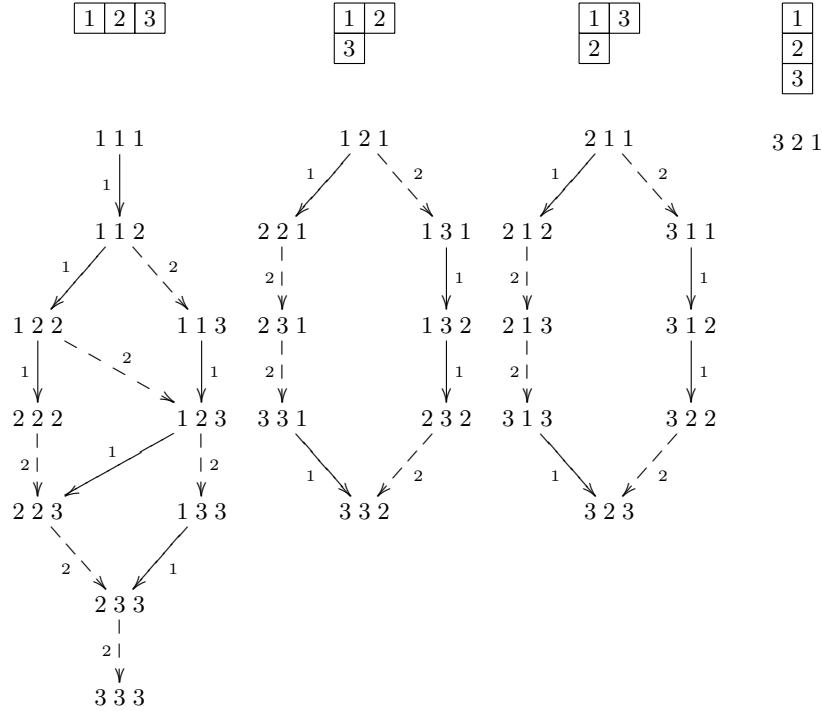 1 2 3 1 2 1 3 1
3 2 2
3
1 1 1 1 2 1 2 1 1 3 2 1
1 1 2 1 2
1 1 2 2 2 1 1 3 1 2 1 2 3 1 1
1 2 2 1 2 1
1 2 2 1 1 3 2 3 1 1 3 2 2 1 3 3 1 2
1 2 1 2 1 2 1
2 2 2 1 2 3 3 3 1 2 3 2 3 1 3 3 2 2
2 1 2 1 2 1 2
2 2 3 1 3 3 3 3 2 3 2 3
2 1
2 3 3
2
3 3 3